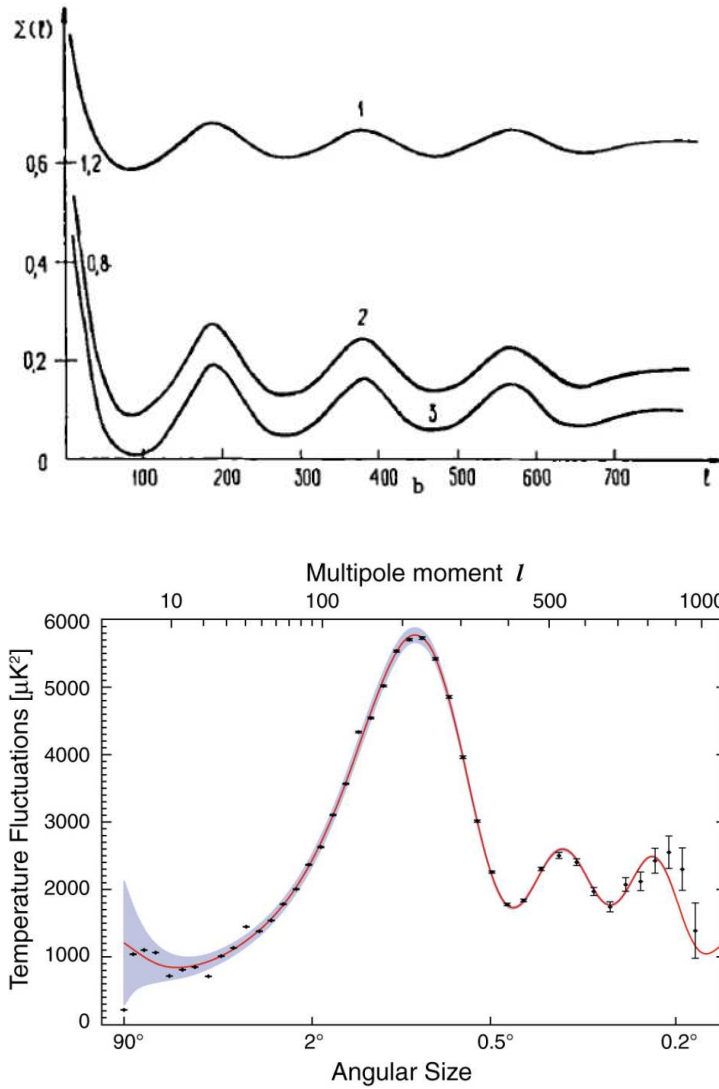 Σ(ℓ)
1
0,6 1,2
0,4 0,8
2
0,2
3
0
100 200 300 400 500 600 700 ℓ
b
Multipole moment l
10 100 500 1000
6000
5000
4000
3000
2000
1000
0
Temperature Fluctuations [μK²]
90° 2° 0.5° 0.2°
Angular Size